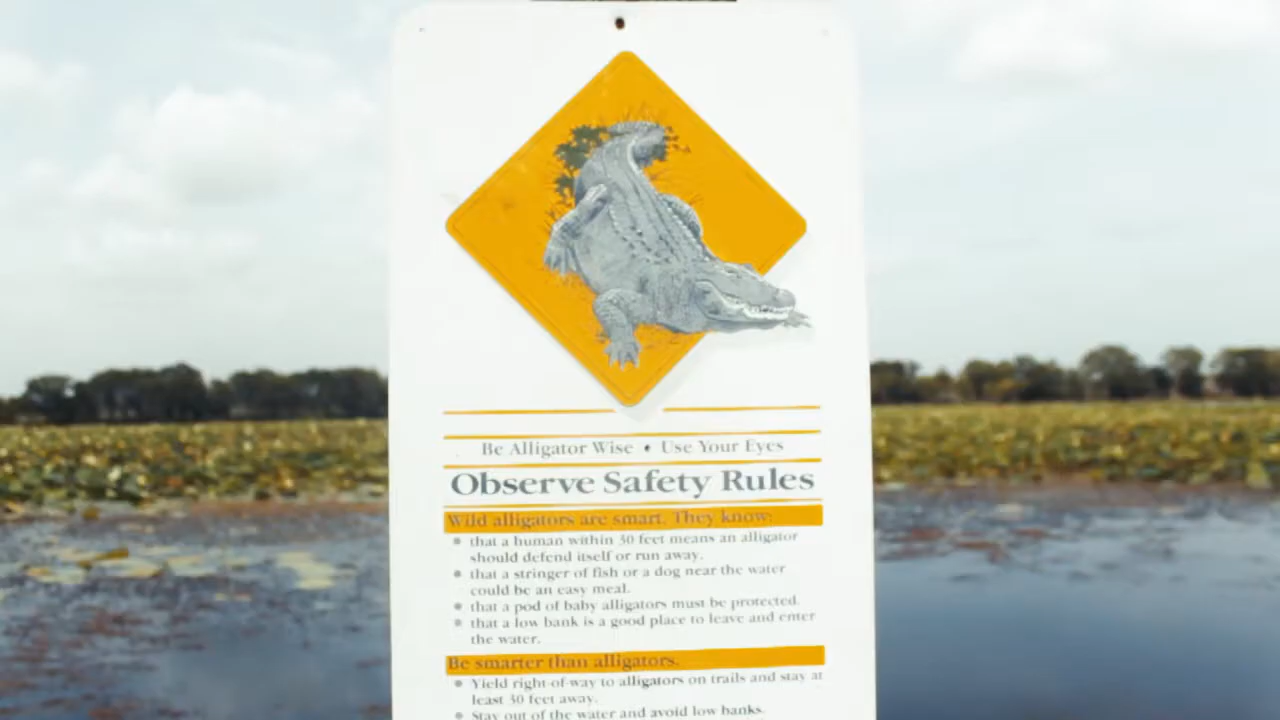 Be Alligator Wise • Use Your Eyes
Observe Safety Rules
Wild alligators are smart. They know:
• that a human within 30 feet means an alligator
should defend itself or run away.
• that a stringer of fish or a dog near the water
could be an easy meal.
• that a pod of baby alligators must be protected.
• that a low bank is a good place to leave and enter
the water.
Be smarter than alligators.
• Yield right-of-way to alligators on trails and stay at
least 30 feet away.
• Stay out of the water and avoid low banks.